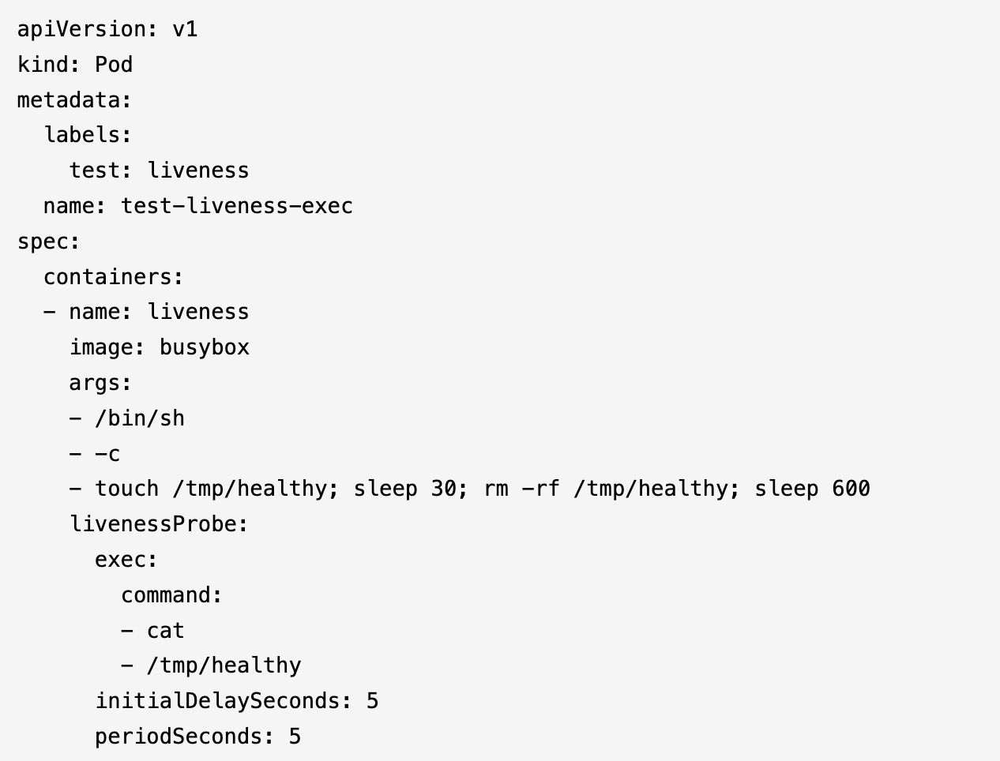 apiVersion: v1
kind: Pod
metadata:
  labels:
    test: liveness
  name: test-liveness-exec
spec:
  containers:
  - name: liveness
    image: busybox
    args:
    - /bin/sh
    - -c
    - touch /tmp/healthy; sleep 30; rm -rf /tmp/healthy; sleep 600
    livenessProbe:
      exec:
        command:
        - cat
        - /tmp/healthy
      initialDelaySeconds: 5
      periodSeconds: 5